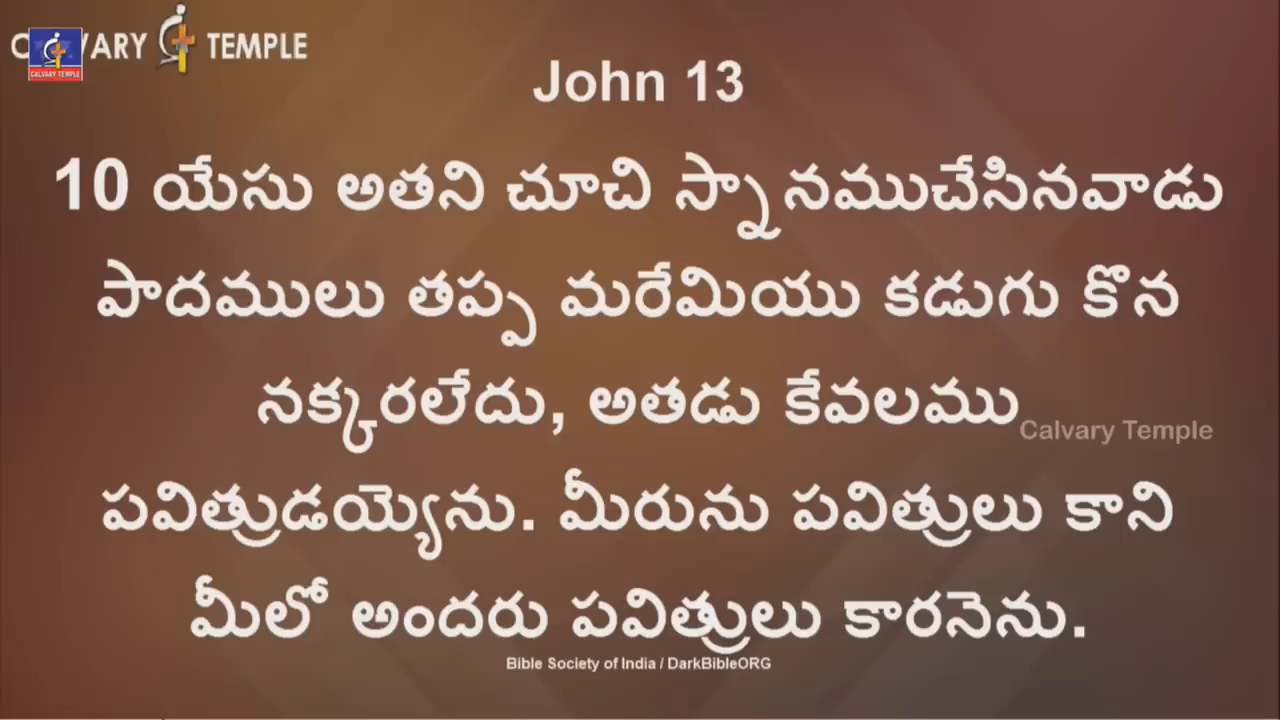 CALVARY TEMPLE
CALVARY TEMPLE
John 13
10 యేసు అతని చూచి స్నానముచేసినవాడు
పాదములు తప్ప మరేమియు కడుగు కొన
నక్కరలేదు, అతడు కేవలము
Calvary Temple
పవిత్రుడయ్యెను. మీరును పవిత్రులు కాని
మీలో అందరు పవిత్రులు కారనెను.
Bible Society of India / DarkBibleORG